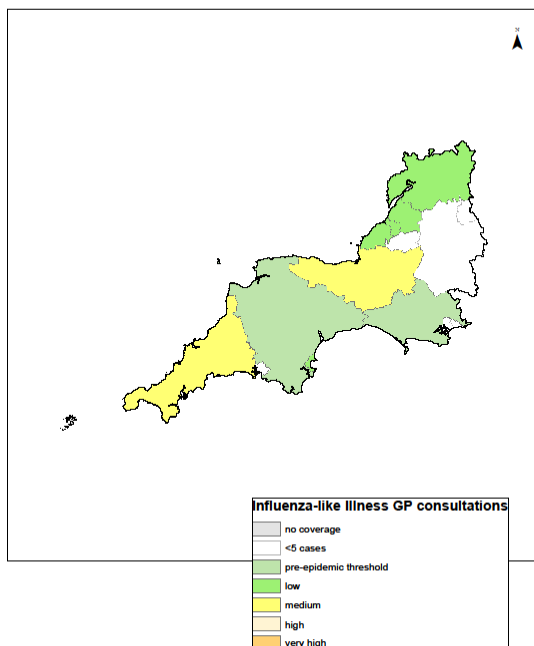 N
Influenza-like Illness GP consultations
no coverage
<5 cases
pre-epidemic threshold
low
medium
high
very high